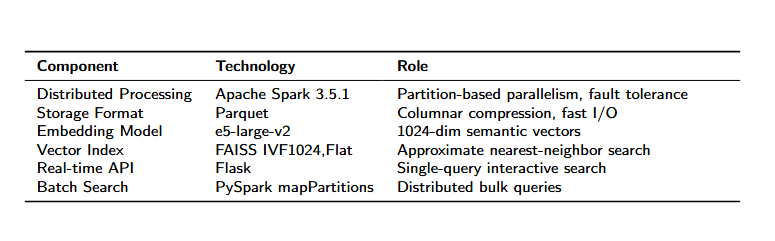 Component Technology Role
Distributed Processing Apache Spark 3.5.1 Partition-based parallelism, fault tolerance
Storage Format Parquet Columnar compression, fast I/O
Embedding Model e5-large-v2 1024-dim semantic vectors
Vector Index FAISS IVF1024,Flat Approximate nearest-neighbor search
Real-time API Flask Single-query interactive search
Batch Search PySpark mapPartitions Distributed bulk queries